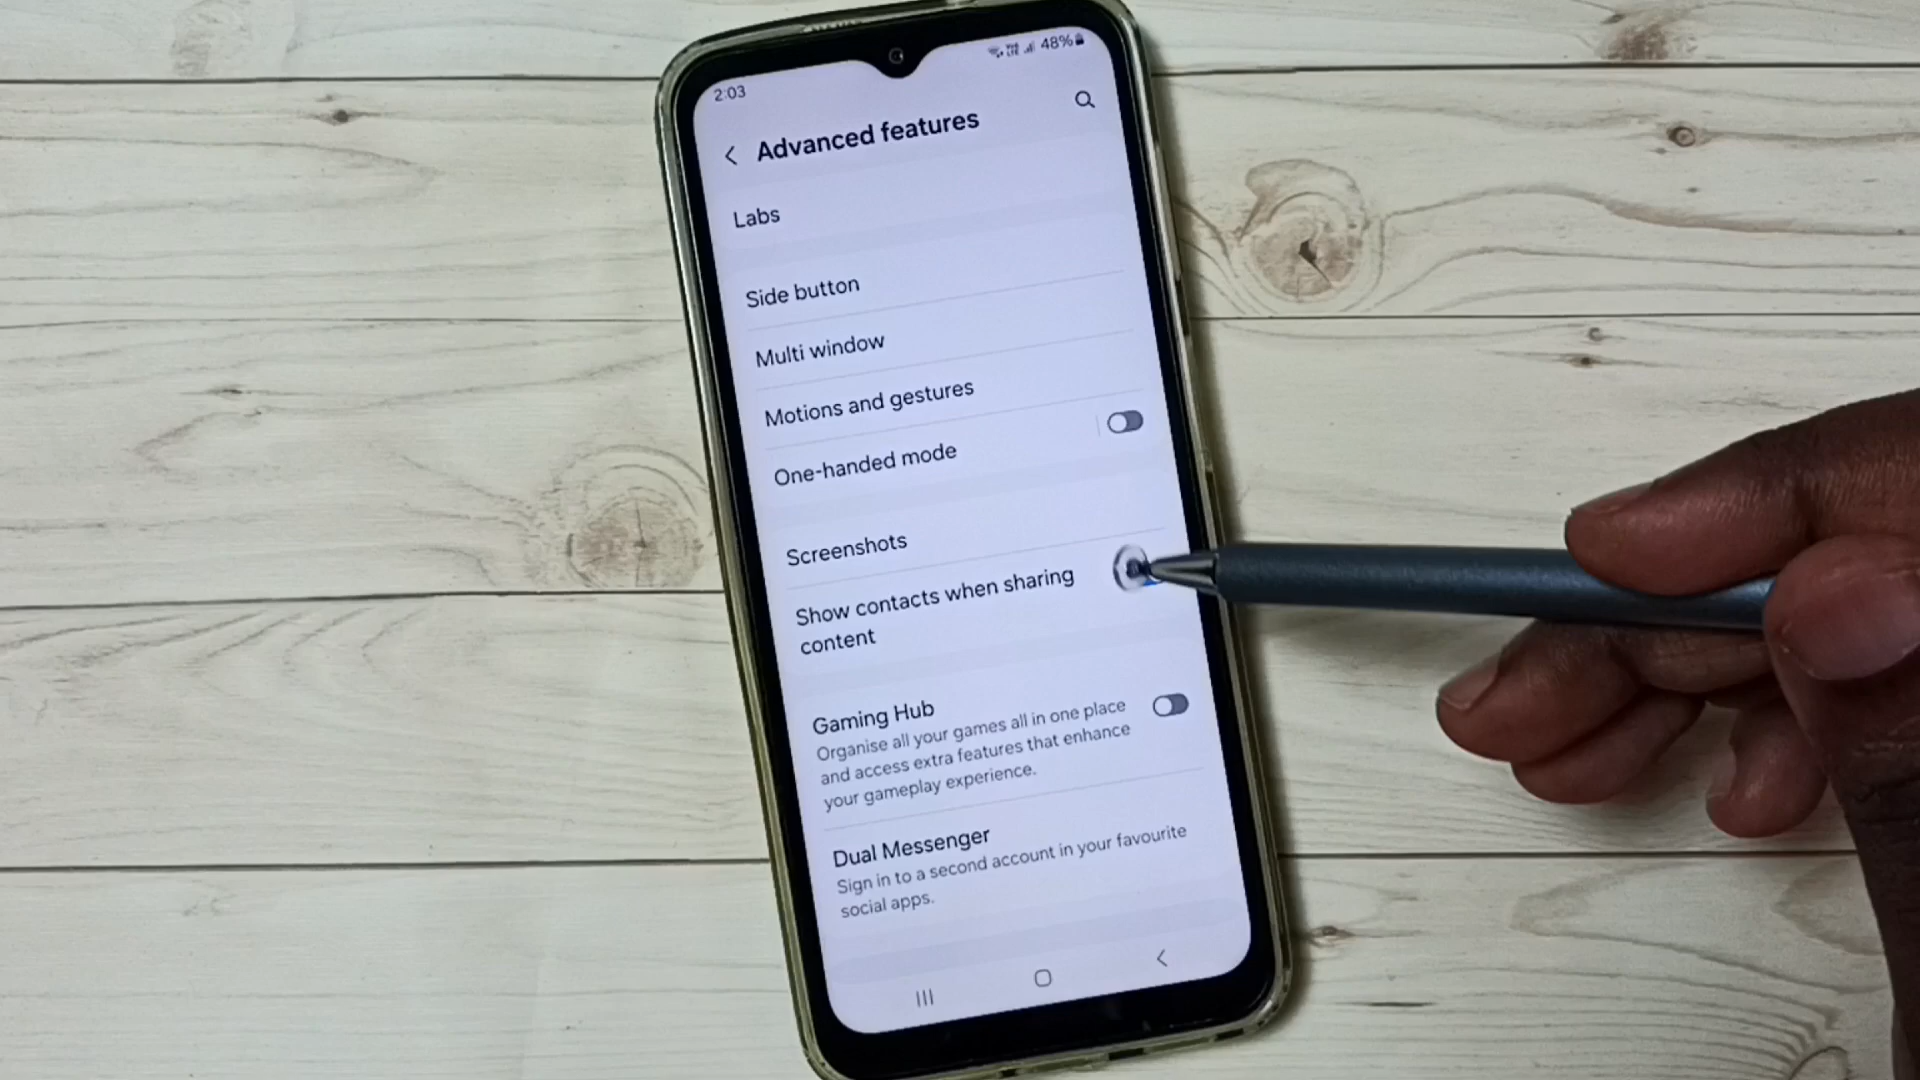 2:03
48%
Advanced features
Labs
Side button
Multi window
Motions and gestures
One-handed mode
Screenshots
Show contacts when sharing
content
Gaming Hub
Organise all your games all in one place
and access extra features that enhance
your gameplay experience.
Dual Messenger
Sign in to a second account in your favourite
social apps.